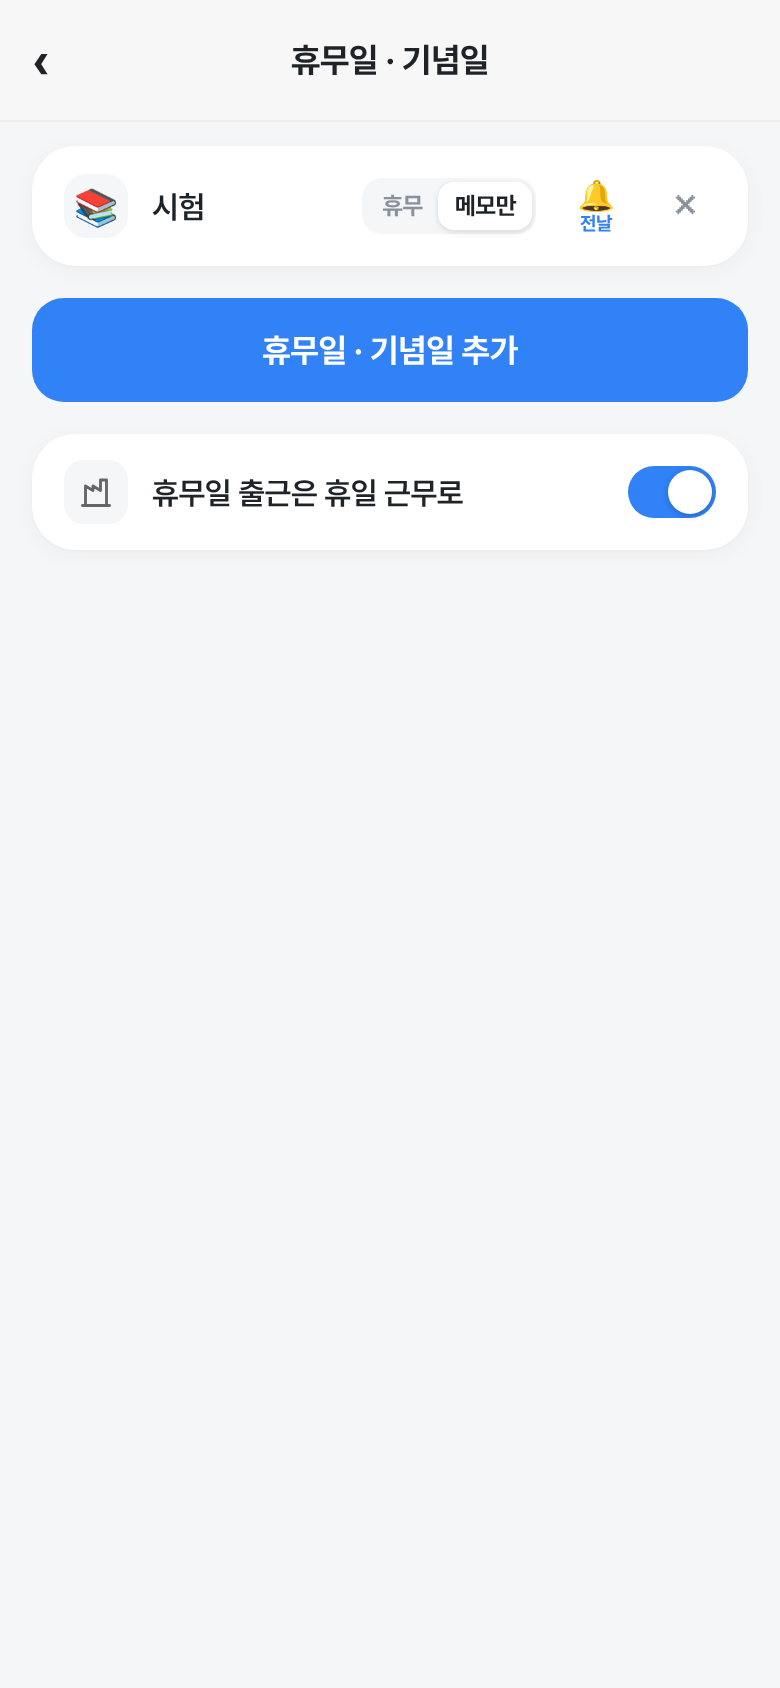 휴무일 · 기념일
시험
휴무 메모만
전날
휴무일 · 기념일 추가
휴무일 출근은 휴일 근무로